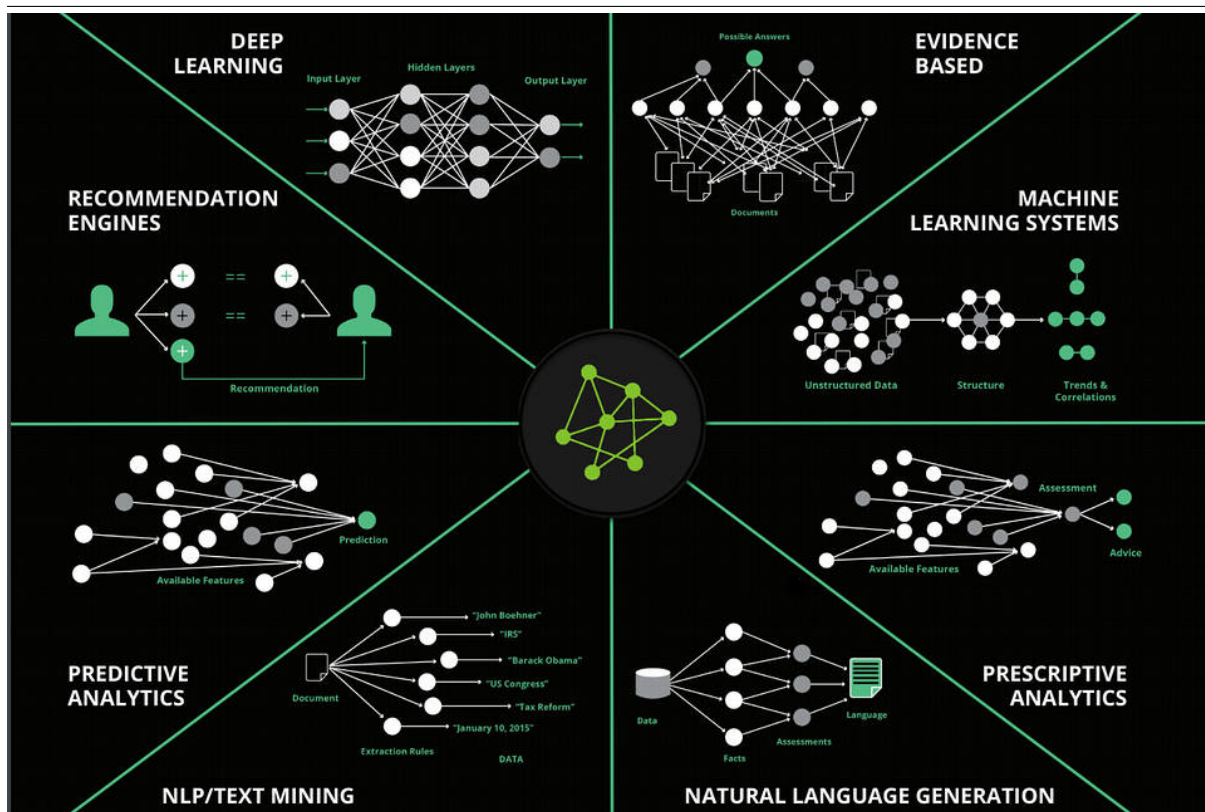 DEEP
LEARNING
Input Layer
Hidden Layers
Output Layer
Possible Answers
Documents
EVIDENCE
BASED
RECOMMENDATION
ENGINES
==
==
Recommendation
MACHINE
LEARNING SYSTEMS
Unstructured Data
Structure
Trends &
Correlations
Prediction
Available Features
PREDICTIVE
ANALYTICS
Assessment
Advice
Available Features
PRESCRIPTIVE
ANALYTICS
Document
"John Boehner"
"IRS"
"Barack Obama"
"US Congress"
"Tax Reform"
"January 10, 2015"
Extraction Rules
DATA
NLP/TEXT MINING
Data
Facts
Assessments
Language
NATURAL LANGUAGE GENERATION